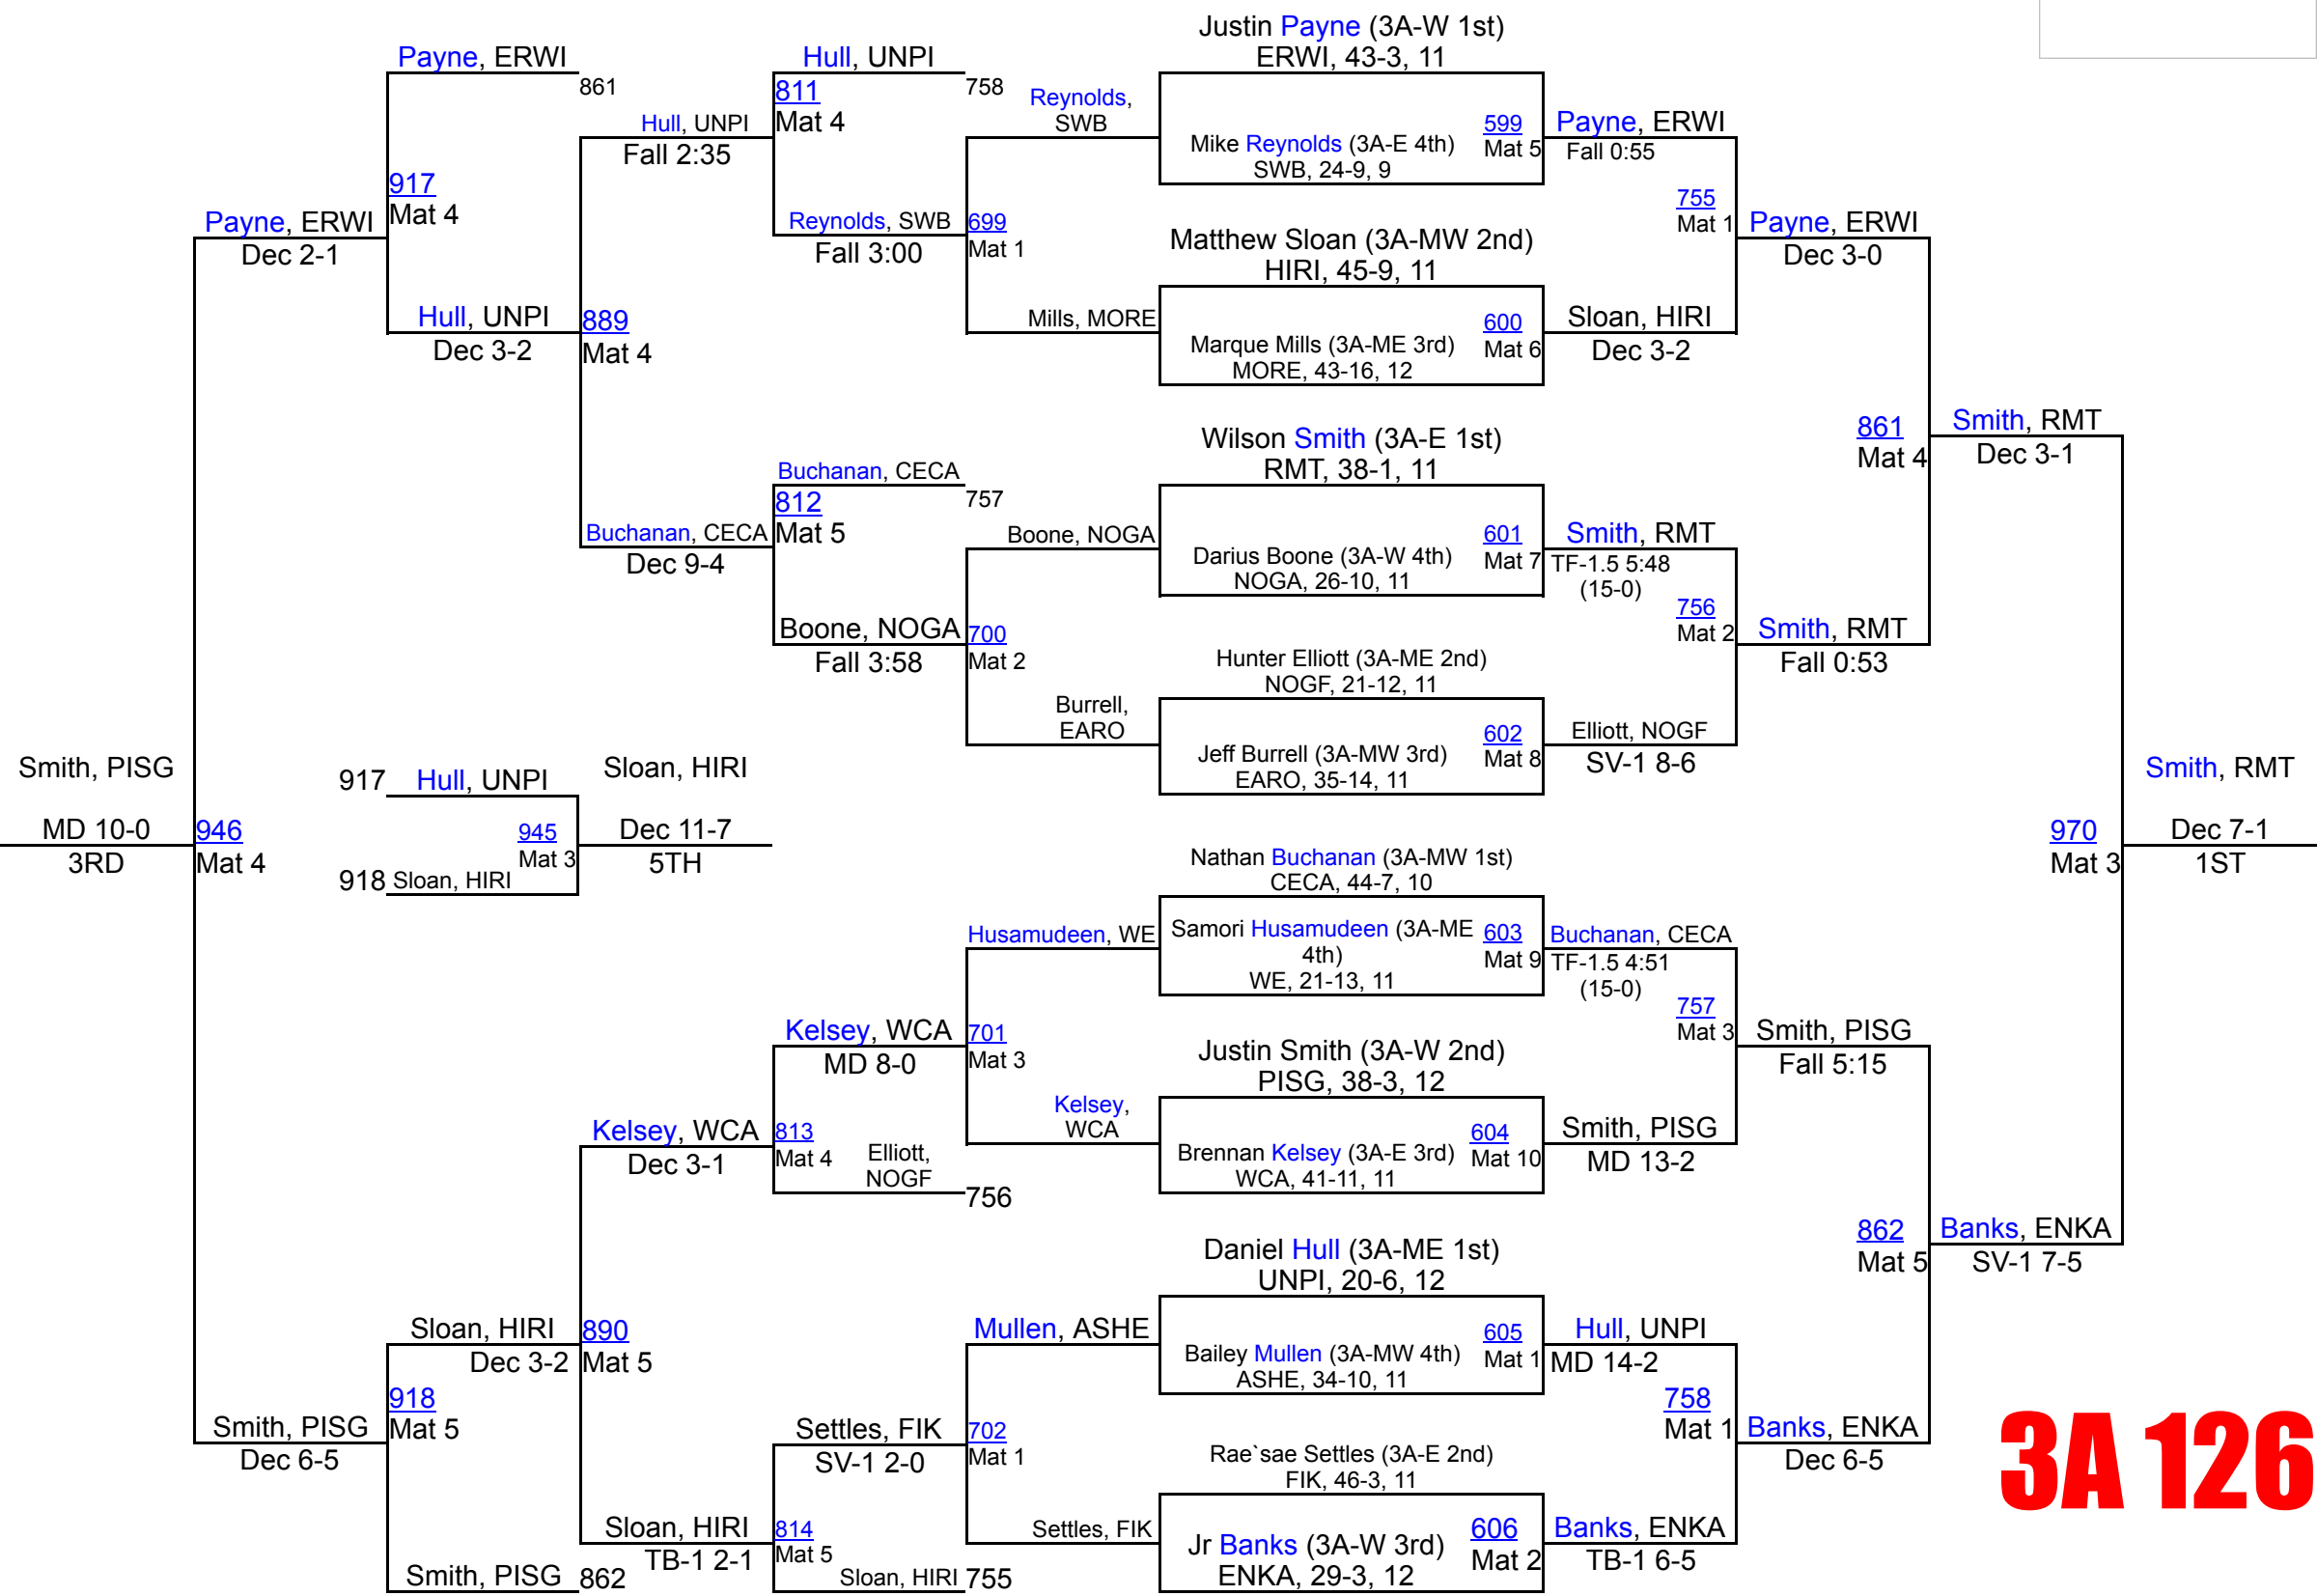 Payne, ERWI
861
917
Mat 4
Payne, ERWI
Dec 2-1
Hull, UNPI
Dec 3-2
Hull, UNPI
Fall 2:35
889
Mat 4
Buchanan, CECA
Dec 9-4
Hull, UNPI
758
811
Mat 4
Reynolds, SWB
Fall 3:00
Buchanan, CECA
757
812
Mat 5
Boone, NOGA
Fall 3:58
Reynolds,
SWB
699
Mat 1
Mills, MORE
Boone, NOGA
700
Mat 2
Burrell,
EARO
Justin Payne (3A-W 1st)
ERWI, 43-3, 11
Mike Reynolds (3A-E 4th)
SWB, 24-9, 9
599
Mat 5
Matthew Sloan (3A-MW 2nd)
HIRI, 45-9, 11
Marque Mills (3A-ME 3rd)
MORE, 43-16, 12
600
Mat 6
Wilson Smith (3A-E 1st)
RMT, 38-1, 11
Darius Boone (3A-W 4th)
NOGA, 26-10, 11
601
Mat 7
Hunter Elliott (3A-ME 2nd)
NOGF, 21-12, 11
Jeff Burrell (3A-MW 3rd)
EARO, 35-14, 11
602
Mat 8
Payne, ERWI
Fall 0:55
755
Mat 1
Sloan, HIRI
Dec 3-2
Payne, ERWI
Dec 3-0
Smith, RMT
TF-1.5 5:48
(15-0)
756
Mat 2
Elliott, NOGF
SV-1 8-6
Smith, RMT
Fall 0:53
861
Mat 4
Smith, RMT
Dec 3-1
Smith, PISG
MD 10-0
3RD
946
Mat 4
917 Hull, UNPI
918 Sloan, HIRI
945
Mat 3
Sloan, HIRI
Dec 11-7
5TH
970
Mat 3
Smith, RMT
Dec 7-1
1ST
Nathan Buchanan (3A-MW 1st)
CECA, 44-7, 10
Samori Husamudeen (3A-ME
4th)
WE, 21-13, 11
603
Mat 9
Justin Smith (3A-W 2nd)
PISG, 38-3, 12
Brennan Kelsey (3A-E 3rd)
WCA, 41-11, 11
604
Mat 10
Daniel Hull (3A-ME 1st)
UNPI, 20-6, 12
Bailey Mullen (3A-MW 4th)
ASHE, 34-10, 11
605
Mat 1
Rae`sae Settles (3A-E 2nd)
FIK, 46-3, 11
Jr Banks (3A-W 3rd)
ENKA, 29-3, 12
606
Mat 2
Husamudeen, WE
701
Mat 3
Kelsey,
WCA
Kelsey, WCA
MD 8-0
813
Mat 4
Elliott,
NOGF
756
Kelsey, WCA
Dec 3-1
890
Mat 5
Sloan, HIRI
Dec 3-2
918
Mat 5
Smith, PISG
Dec 6-5
Smith, PISG 862
Mullen, ASHE
702
Mat 1
Settles, FIK
Settles, FIK
SV-1 2-0
814
Mat 5
Sloan, HIRI 755
Sloan, HIRI
TB-1 2-1
Buchanan, CECA
TF-1.5 4:51
(15-0)
757
Mat 3
Smith, PISG
MD 13-2
Smith, PISG
Fall 5:15
Hull, UNPI
MD 14-2
758
Mat 1
Banks, ENKA
TB-1 6-5
Banks, ENKA
Dec 6-5
862
Mat 5
Banks, ENKA
SV-1 7-5
3A 126